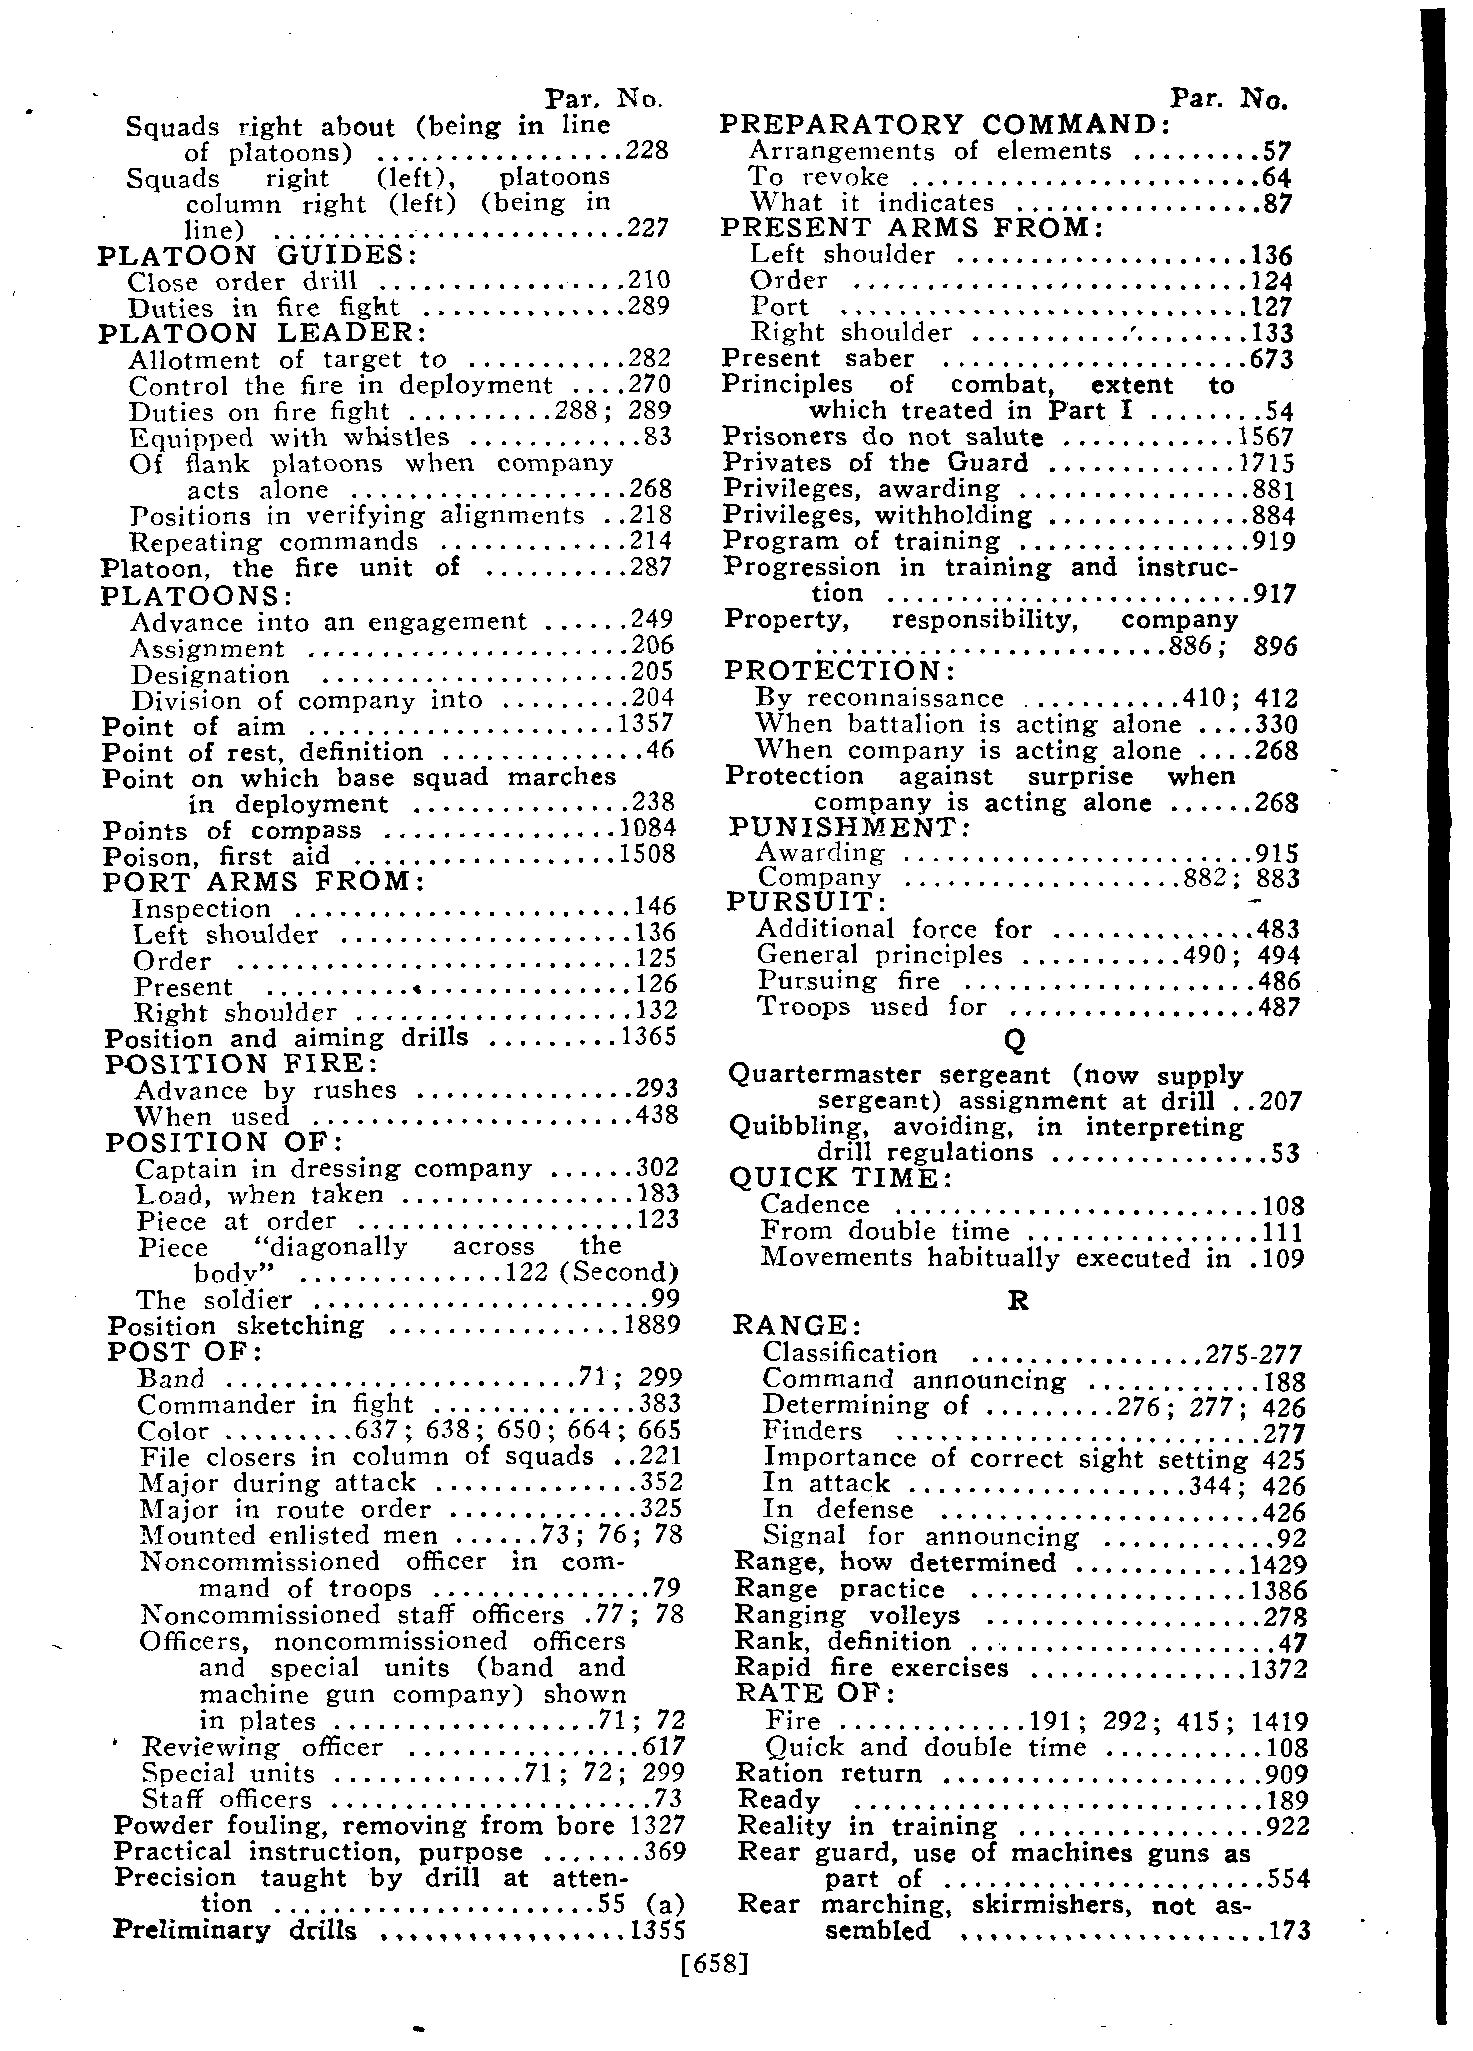 Par. No.
Squads right about (being in line
of platoons) .................228
Squads right (left), platoons
column right (left) (being in
line) ........................227
PLATOON GUIDES:
Close order drill .................210
Duties in fire fight ..............289
PLATOON LEADER:
Allotment of target to ...........282
Control the fire in deployment ....270
Duties on fire fight ..........288; 289
Equipped with whistles ............83
Of flank platoons when company
acts alone ...................268
Positions in verifying alignments ..218
Repeating commands .............214
Platoon, the fire unit of ..........287
PLATOONS:
Advance into an engagement ......249
Assignment ......................206
Designation .....................205
Division of company into .........204
Point of aim .....................1357
Point of rest, definition ..............46
Point on which base squad marches
in deployment ...............238
Points of compass ................1084
Poison, first aid ..................1508
PORT ARMS FROM:
Inspection .......................146
Left shoulder ....................136
Order ...........................125
Present .........................126
Right shoulder ...................132
Position and aiming drills .........1365
POSITION FIRE:
Advance by rushes ...............293
When used ......................438
POSITION OF:
Captain in dressing company ......302
Load, when taken ................183
Piece at order ...................123
Piece “diagonally across the
body” ..............122 (Second)
The soldier .......................99
Position sketching ................1889
POST OF:
Band ........................71; 299
Commander in fight ..............383
Color .........637; 638; 650; 664; 665
File closers in column of squads ..221
Major during attack ..............352
Major in route order .............325
Mounted enlisted men ......73; 76; 78
Noncommissioned officer in com-
mand of troops ...............79
Noncommissioned staff officers .77; 78
Officers, noncommissioned officers
and special units (band and
machine gun company) shown
in plates ..................71; 72
Reviewing officer ................617
Special units .............71; 72; 299
Staff officers ......................73
Powder fouling, removing from bore 1327
Practical instruction, purpose .......369
Precision taught by drill at atten-
tion ......................55 (a)
Preliminary drills .................1355
Par. No.
PREPARATORY COMMAND:
Arrangements of elements .........57
To revoke ........................64
What it indicates .................87
PRESENT ARMS FROM:
Left shoulder ....................136
Order ...........................124
Port ............................127
Right shoulder ...................133
Present saber .....................673
Principles of combat, extent to
which treated in Part I ........54
Prisoners do not salute ............1567
Privates of the Guard .............1715
Privileges, awarding ................881
Privileges, withholding ..............884
Program of training ................919
Progression in training and instruc-
tion .........................917
Property, responsibility, company
........................886; 896
PROTECTION:
By reconnaissance ...........410; 412
When battalion is acting alone ....330
When company is acting alone ....268
Protection against surprise when
company is acting alone ......268
PUNISHMENT:
Awarding ........................915
Company ...................882; 883
PURSUIT:
Additional force for ..............483
General principles ...........490; 494
Pursuing fire ....................486
Troops used for .................487
Q
Quartermaster sergeant (now supply
sergeant) assignment at drill ..207
Quibbling, avoiding, in interpreting
drill regulations ...............53
QUICK TIME:
Cadence .........................108
From double time ................111
Movements habitually executed in .109
R
RANGE:
Classification ................275-277
Command announcing ............188
Determining of .........276; 277; 426
Finders .........................277
Importance of correct sight setting 425
In attack ...................344; 426
In defense ......................426
Signal for announcing ............92
Range, how determined ............1429
Range practice ...................1386
Ranging volleys ...................278
Rank, definition .....................47
Rapid fire exercises ...............1372
RATE OF:
Fire .............191; 292; 415; 1419
Quick and double time ...........108
Ration return ......................909
Ready ............................189
Reality in training .................922
Rear guard, use of machines guns as
part of ......................554
Rear marching, skirmishers, not as-
sembled .....................173
[658]